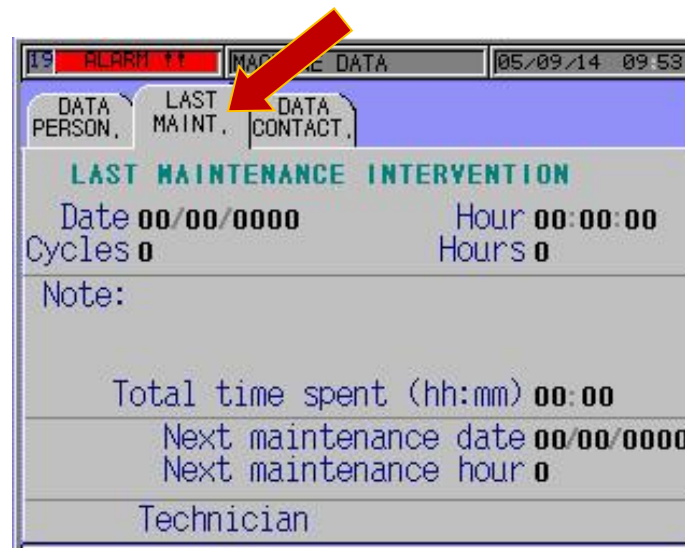 19 ALARM !! MACHINE DATA 05/09/14 09:53
DATA PERSON.
LAST MAINT.
DATA CONTACT.
LAST MAINTENANCE INTERVENTION
Date 00/00/0000 Hour 00:00:00
Cycles 0 Hours 0
Note:
Total time spent (hh:mm) 00:00
Next maintenance date 00/00/0000
Next maintenance hour 0
Technician